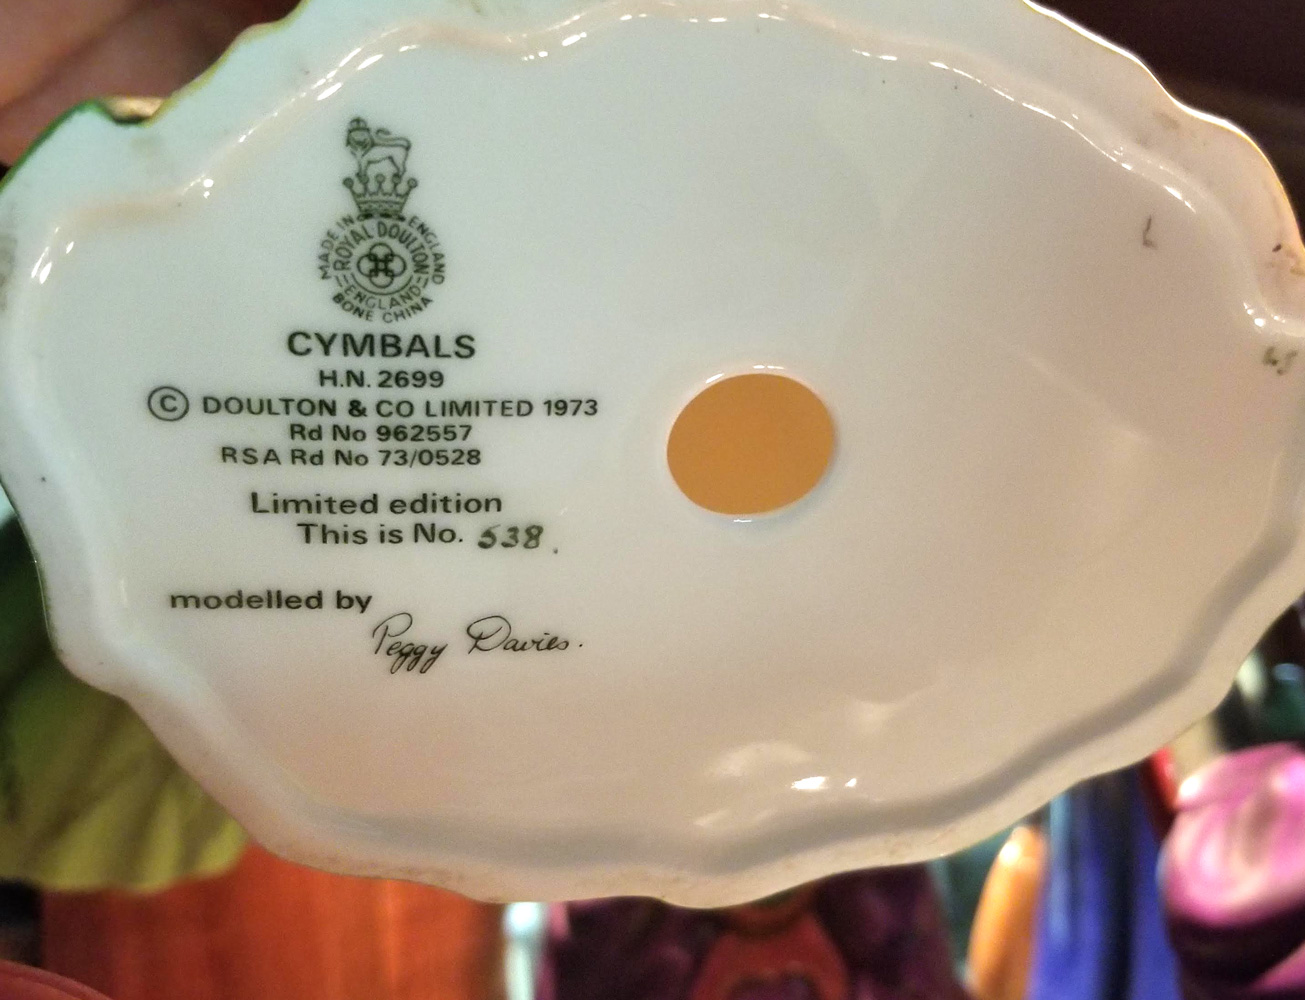 MADE IN ENGLAND
ROYAL DOULTON
ENGLAND
BONE CHINA
CYMBALS
H.N. 2699
© DOULTON & CO LIMITED 1973
Rd No 962557
RSA Rd No 73/0528
Limited edition
This is No. 538.
modelled by
Peggy Davies.
L